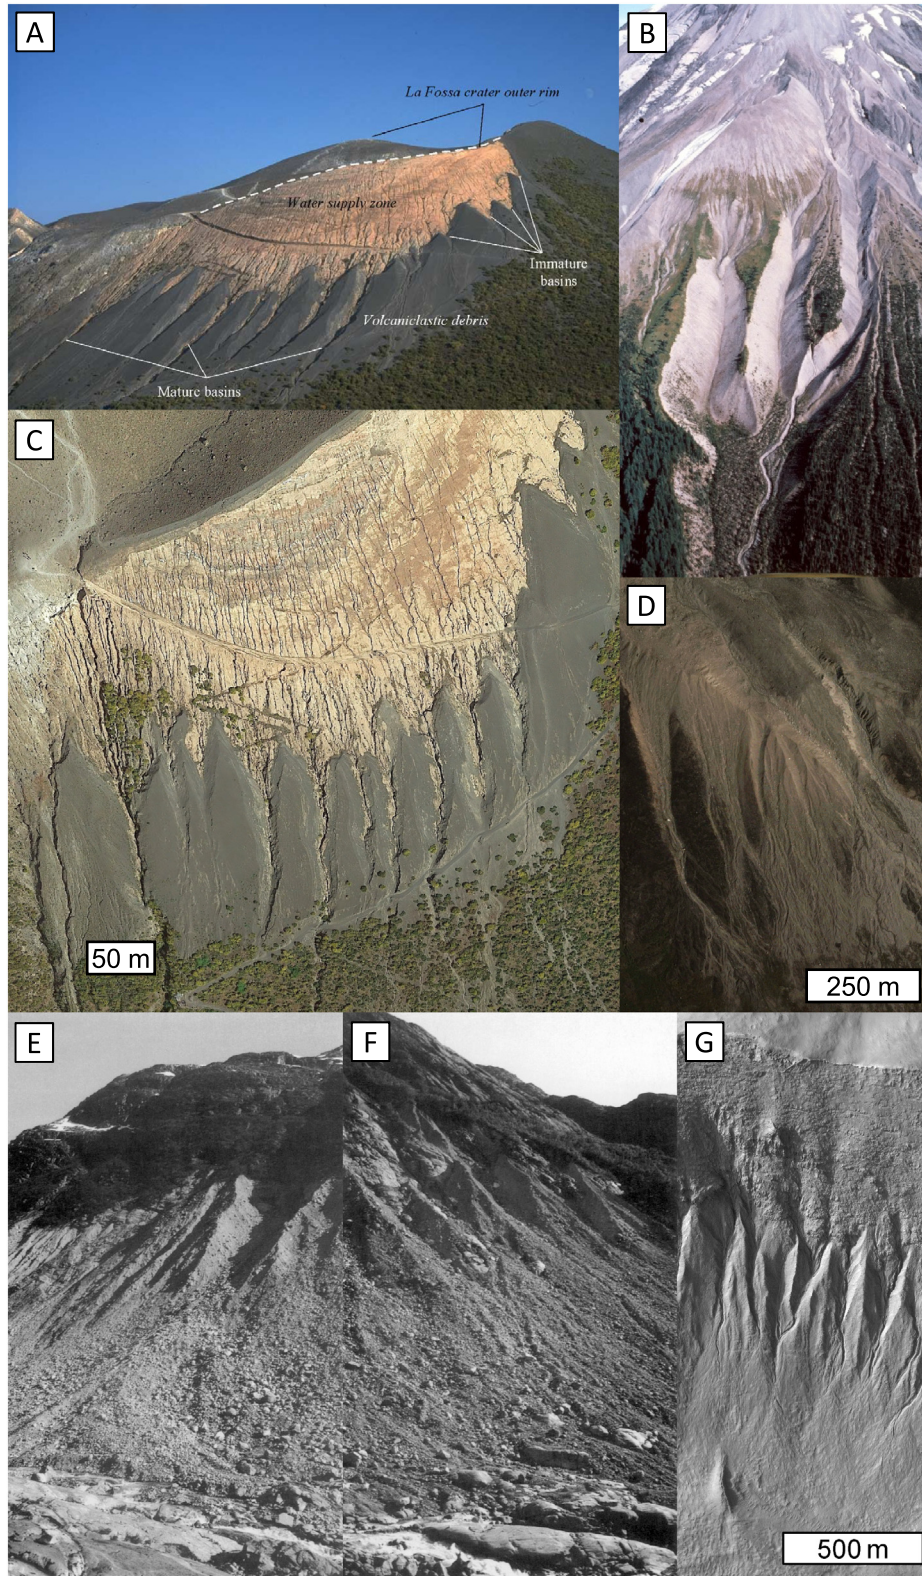 A
B
La Fossa crater outer rim
Water supply zone
Immature
basins
Volcaniclastic debris
Mature basins
C
D
50 m
250 m
E
F
G
500 m